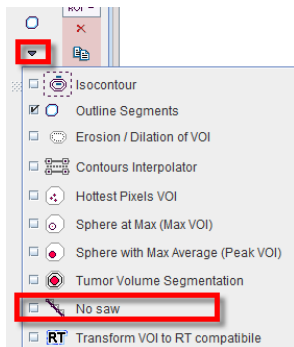 Isocontour
Outline Segments
Erosion / Dilation of VOI
Contours Interpolator
Hottest Pixels VOI
Sphere at Max (Max VOI)
Sphere with Max Average (Peak VOI)
Tumor Volume Segmentation
No saw
RT Transform VOI to RT compatibile